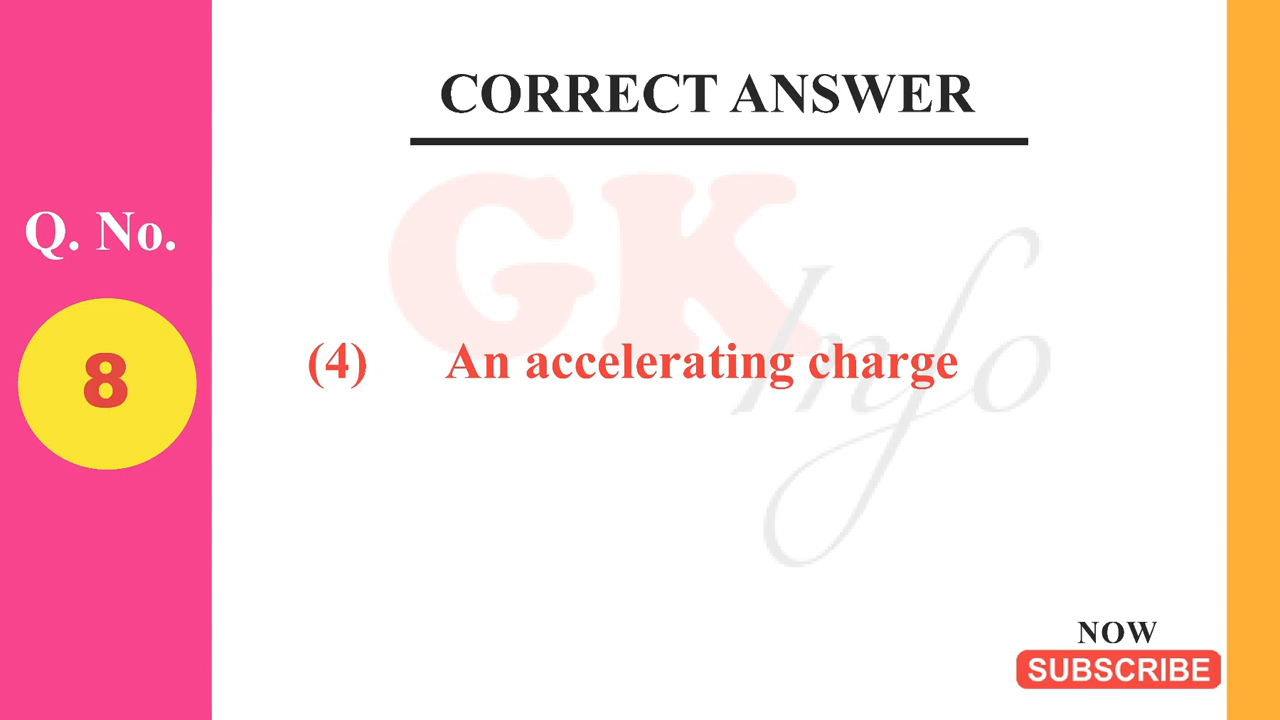 CORRECT ANSWER
GK
Info
Q. No.
8
(4) An accelerating charge
NOW
SUBSCRIBE